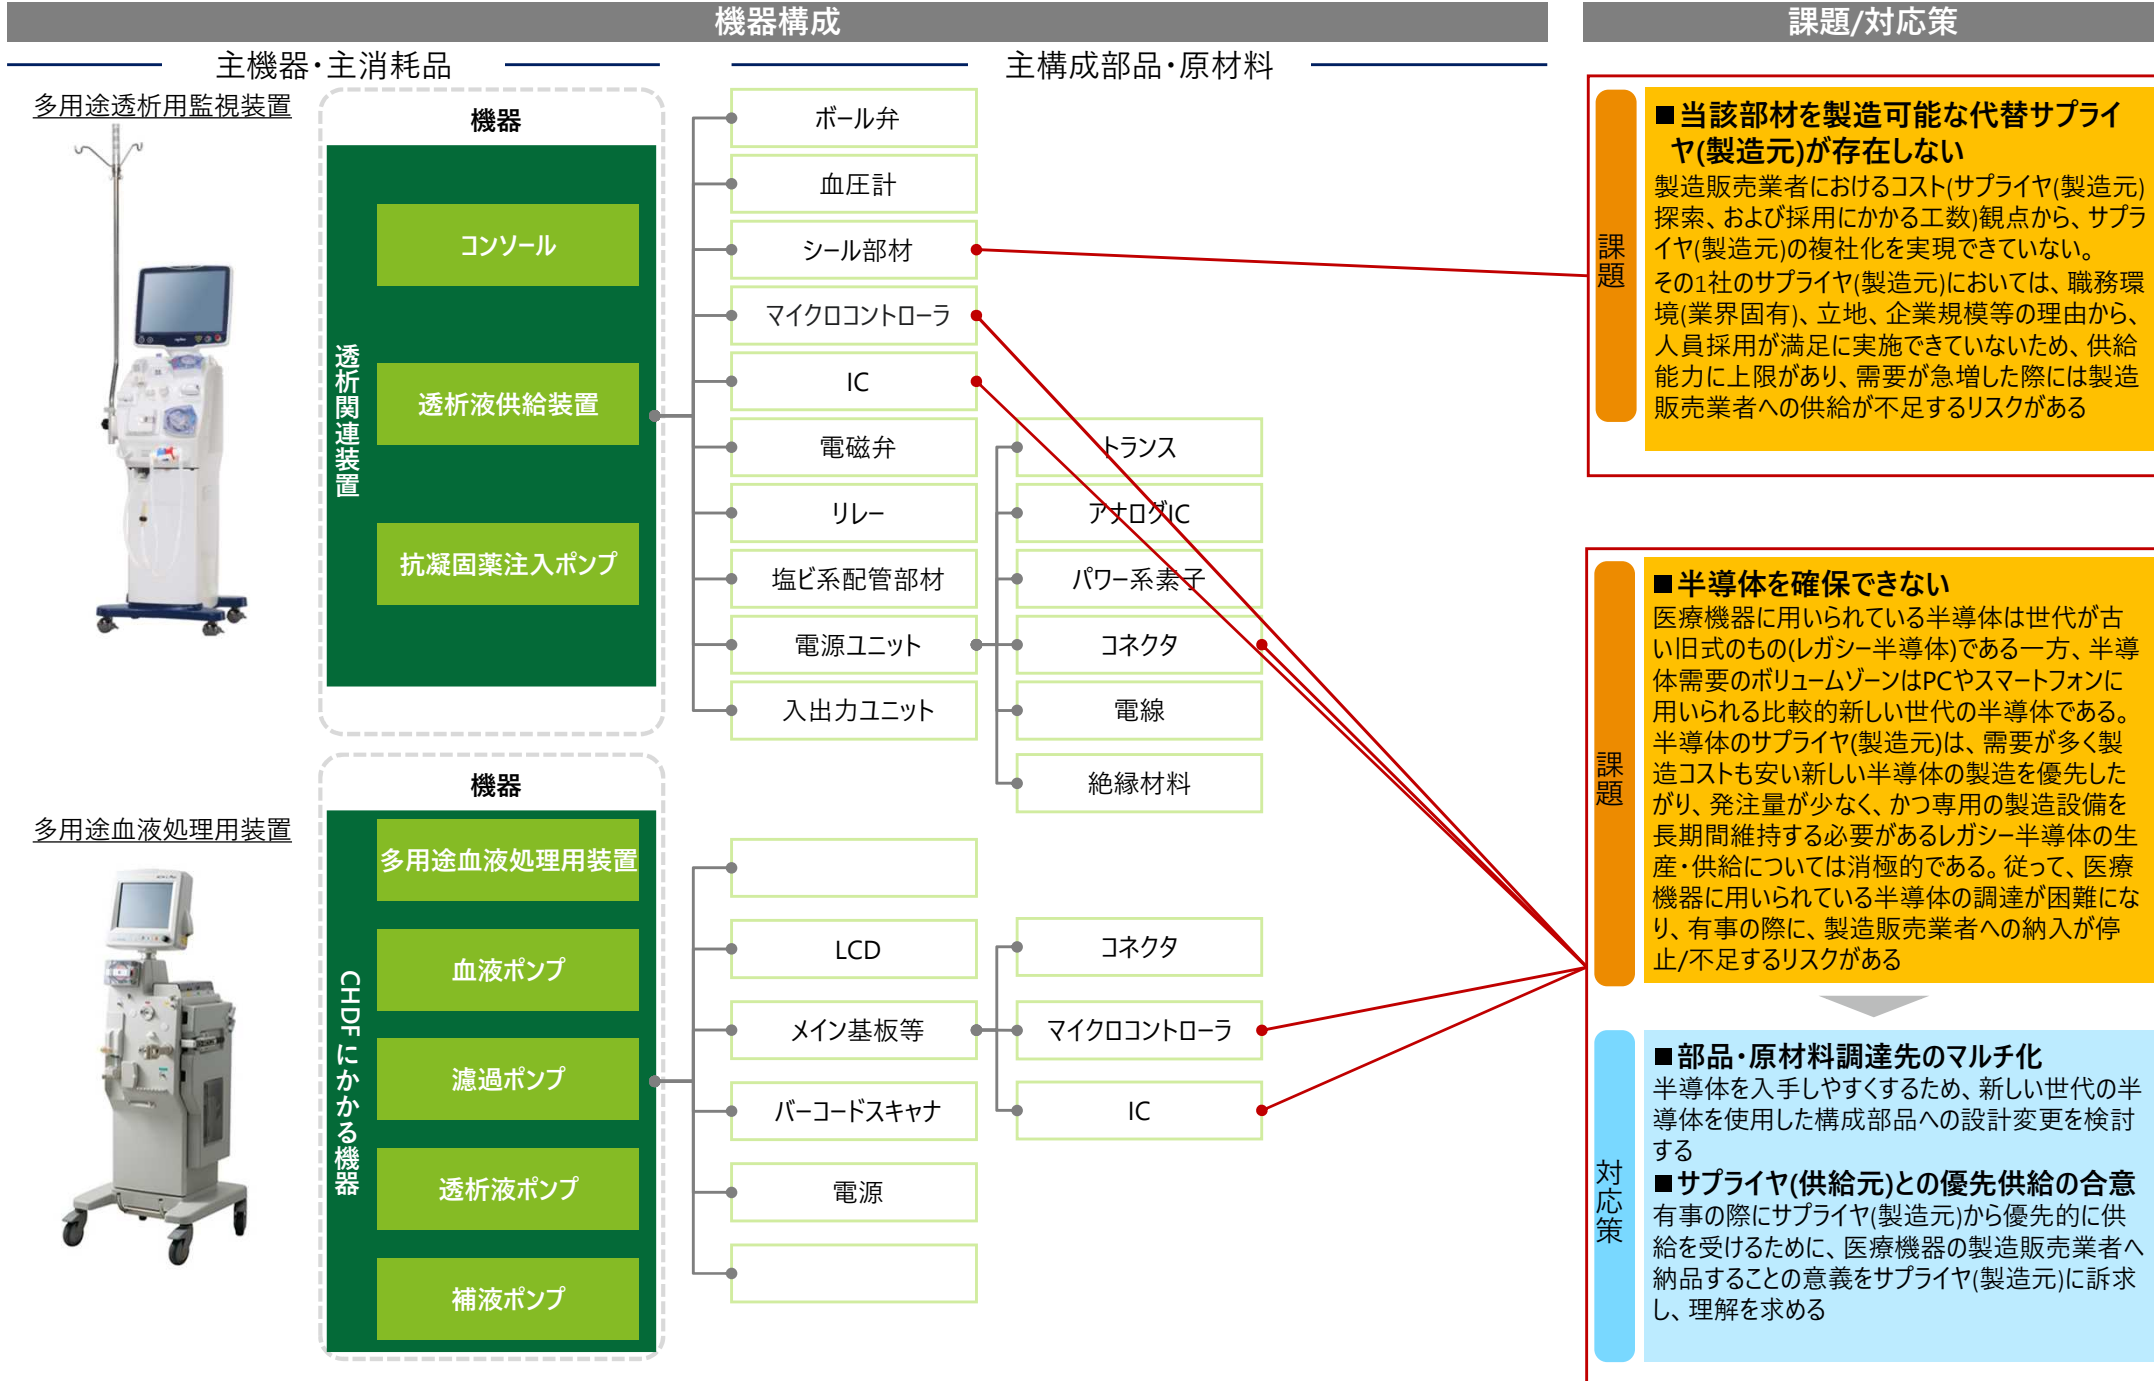 機器構成
主機器・主消耗品
主構成部品・原材料
多用途透析用監視装置
機器
透析関連装置
コンソール
透析液供給装置
抗凝固薬注入ポンプ
ボール弁
血圧計
シール部材
マイクロコントローラ
IC
電磁弁
リレー
塩ビ系配管部材
電源ユニット
入出力ユニット
トランス
アナログIC
パワー系素子
コネクタ
電線
絶縁材料
多用途血液処理用装置
機器
CHDFにかかる機器
多用途血液処理用装置
血液ポンプ
濾過ポンプ
透析液ポンプ
補液ポンプ
LCD
メイン基板等
バーコードスキャナ
電源
コネクタ
マイクロコントローラ
IC
課題/対応策
課題
■当該部材を製造可能な代替サプライ
ヤ(製造元)が存在しない
製造販売業者におけるコスト(サプライヤ(製造元)
探索、および採用にかかる工数)観点から、サプラ
イヤ(製造元)の複社化を実現できていない。
その1社のサプライヤ(製造元)においては、職務環
境(業界固有)、立地、企業規模等の理由から、
人員採用が満足に実施できていないため、供給
能力に上限があり、需要が急増した際には製造
販売業者への供給が不足するリスクがある
課題
■半導体を確保できない
医療機器に用いられている半導体は世代が古
い旧式のもの(レガシー半導体)である一方、半導
体需要のボリュームゾーンはPCやスマートフォンに
用いられる比較的新しい世代の半導体である。
半導体のサプライヤ(製造元)は、需要が多く製
造コストも安い新しい半導体の製造を優先した
がり、発注量が少なく、かつ専用の製造設備を
長期間維持する必要があるレガシー半導体の生
産・供給については消極的である。従って、医療
機器に用いられている半導体の調達が困難にな
り、有事の際に、製造販売業者への納入が停
止/不足するリスクがある
対応策
■部品・原材料調達先のマルチ化
半導体を入手しやすくするため、新しい世代の半
導体を使用した構成部品への設計変更を検討
する
■サプライヤ(供給元)との優先供給の合意
有事の際にサプライヤ(製造元)から優先的に供
給を受けるために、医療機器の製造販売業者へ
納品することの意義をサプライヤ(製造元)に訴求
し、理解を求める